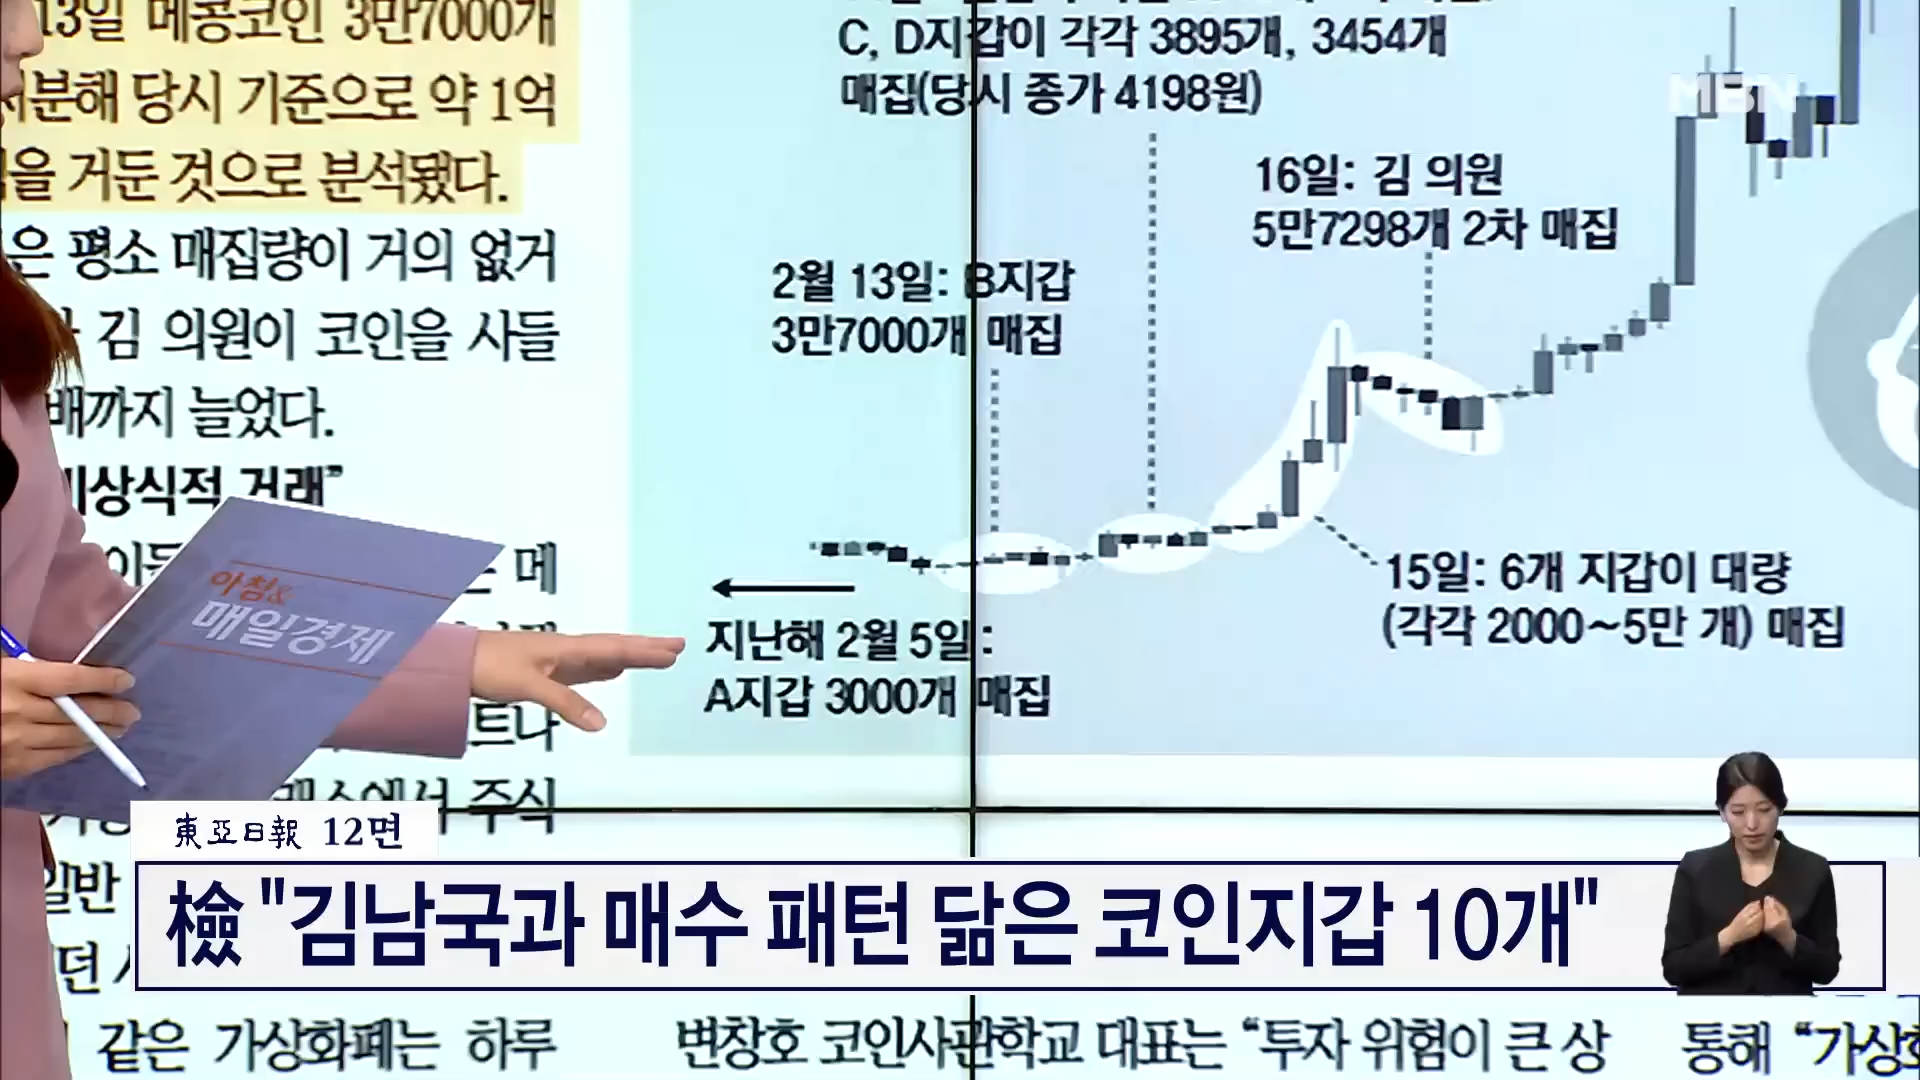 13일 메콩코인 3만7000개
처분해 당시 기준으로 약 1억
을 거둔 것으로 분석됐다.
은 평소 매집량이 거의 없거
김 의원이 코인을 사들
배까지 늘었다.
비상식적 거래"
메
트나
주식
일반
던
같은 가상화폐는 하루
C, D지갑이 각각 3895개, 3454개
매집(당시 종가 4198원)
MBN
16일: 김 의원
5만7298개 2차 매집
2월 13일: B지갑
3만7000개 매집
15일: 6개 지갑이 대량
(각각 2000~5만 개) 매집
지난해 2월 5일:
A지갑 3000개 매집
아침&
매일경제
東亞日報 12면
檢 "김남국과 매수 패턴 닮은 코인지갑 10개"
변창호 코인사관학교 대표는 “투자 위험이 큰 상
통해 “가상화